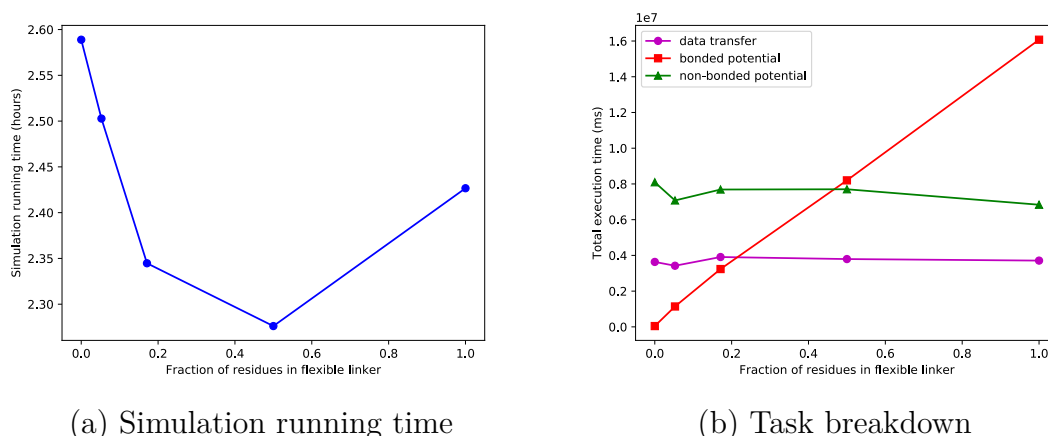 2.60
2.55
2.50
2.45
2.40
2.35
2.30
Simulation running time (hours)
0.0 0.2 0.4 0.6 0.8 1.0
Fraction of residues in flexible linker
(a) Simulation running time
1e7
data transfer
bonded potential
non-bonded potential
1.6
1.4
1.2
1.0
0.8
0.6
0.4
0.2
0.0
Total execution time (ms)
0.0 0.2 0.4 0.6 0.8 1.0
Fraction of residues in flexible linker
(b) Task breakdown